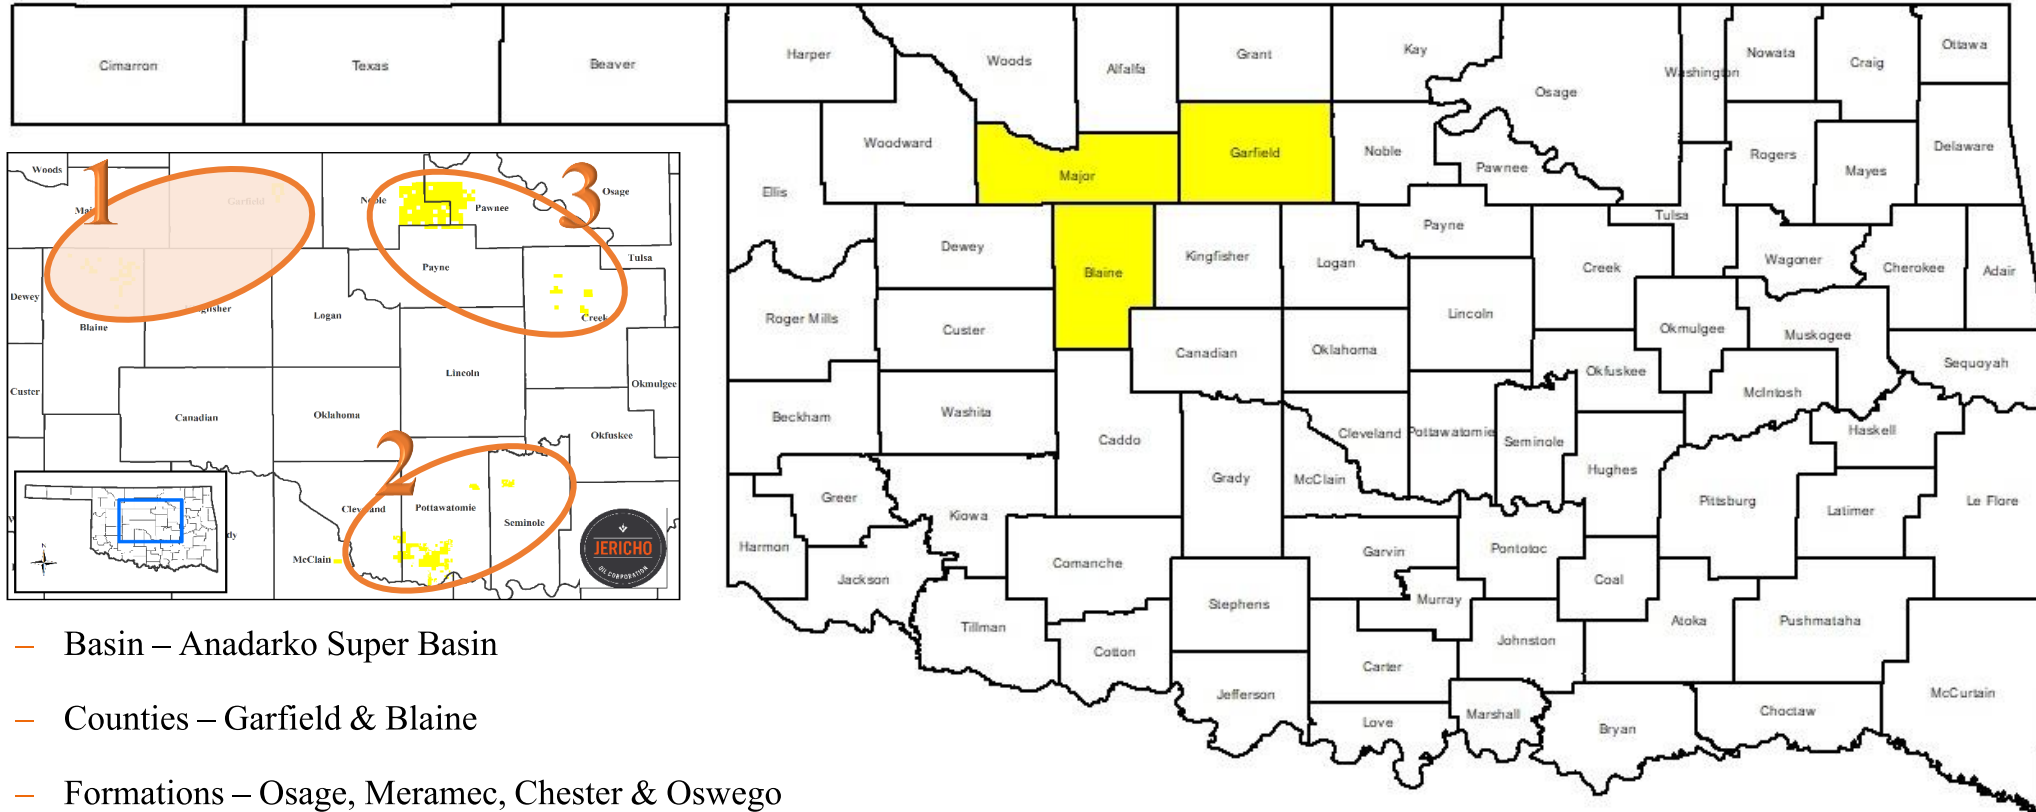 Cimarron
Texas
Beaver
Harper
Woods
Alfalfa
Grant
Kay
Osage
Washington
Nowata
Craig
Ottawa
Woodward
Major
Garfield
Noble
Pawnee
Rogers
Mayes
Delaware
Ellis
Dewey
Blaine
Kingfisher
Logan
Payne
Tulsa
Creek
Wagoner
Cherokee
Adair
Roger Mills
Custer
Canadian
Oklahoma
Lincoln
Okmulgee
Muskogee
Sequoyah
Okfuskee
McIntosh
Beckham
Washita
Caddo
Cleveland
Pottawatomie
Seminole
Haskell
Hughes
Grady
McClain
Pittsburg
Le Flore
Greer
Kiowa
Latimer
Harmon
Jackson
Comanche
Garvin
Pontotoc
Coal
Murray
Stephens
Tillman
Cotton
Johnston
Atoka
Pushmataha
Carter
Jefferson
Love
Marshall
Bryan
Choctaw
McCurtain
Woods
1
Garfield
Noble
Pawnee
3
Osage
Payne
Tulsa
Dewey
Blaine
Logan
Creek
Custer
Canadian
Oklahoma
Lincoln
Okmulgee
Okfuskee
2
Cleveland
Pottawatomie
Seminole
McClain
dy
N
JERICHO
OIL CORPORATION
– Basin – Anadarko Super Basin
– Counties – Garfield & Blaine
– Formations – Osage, Meramec, Chester & Oswego